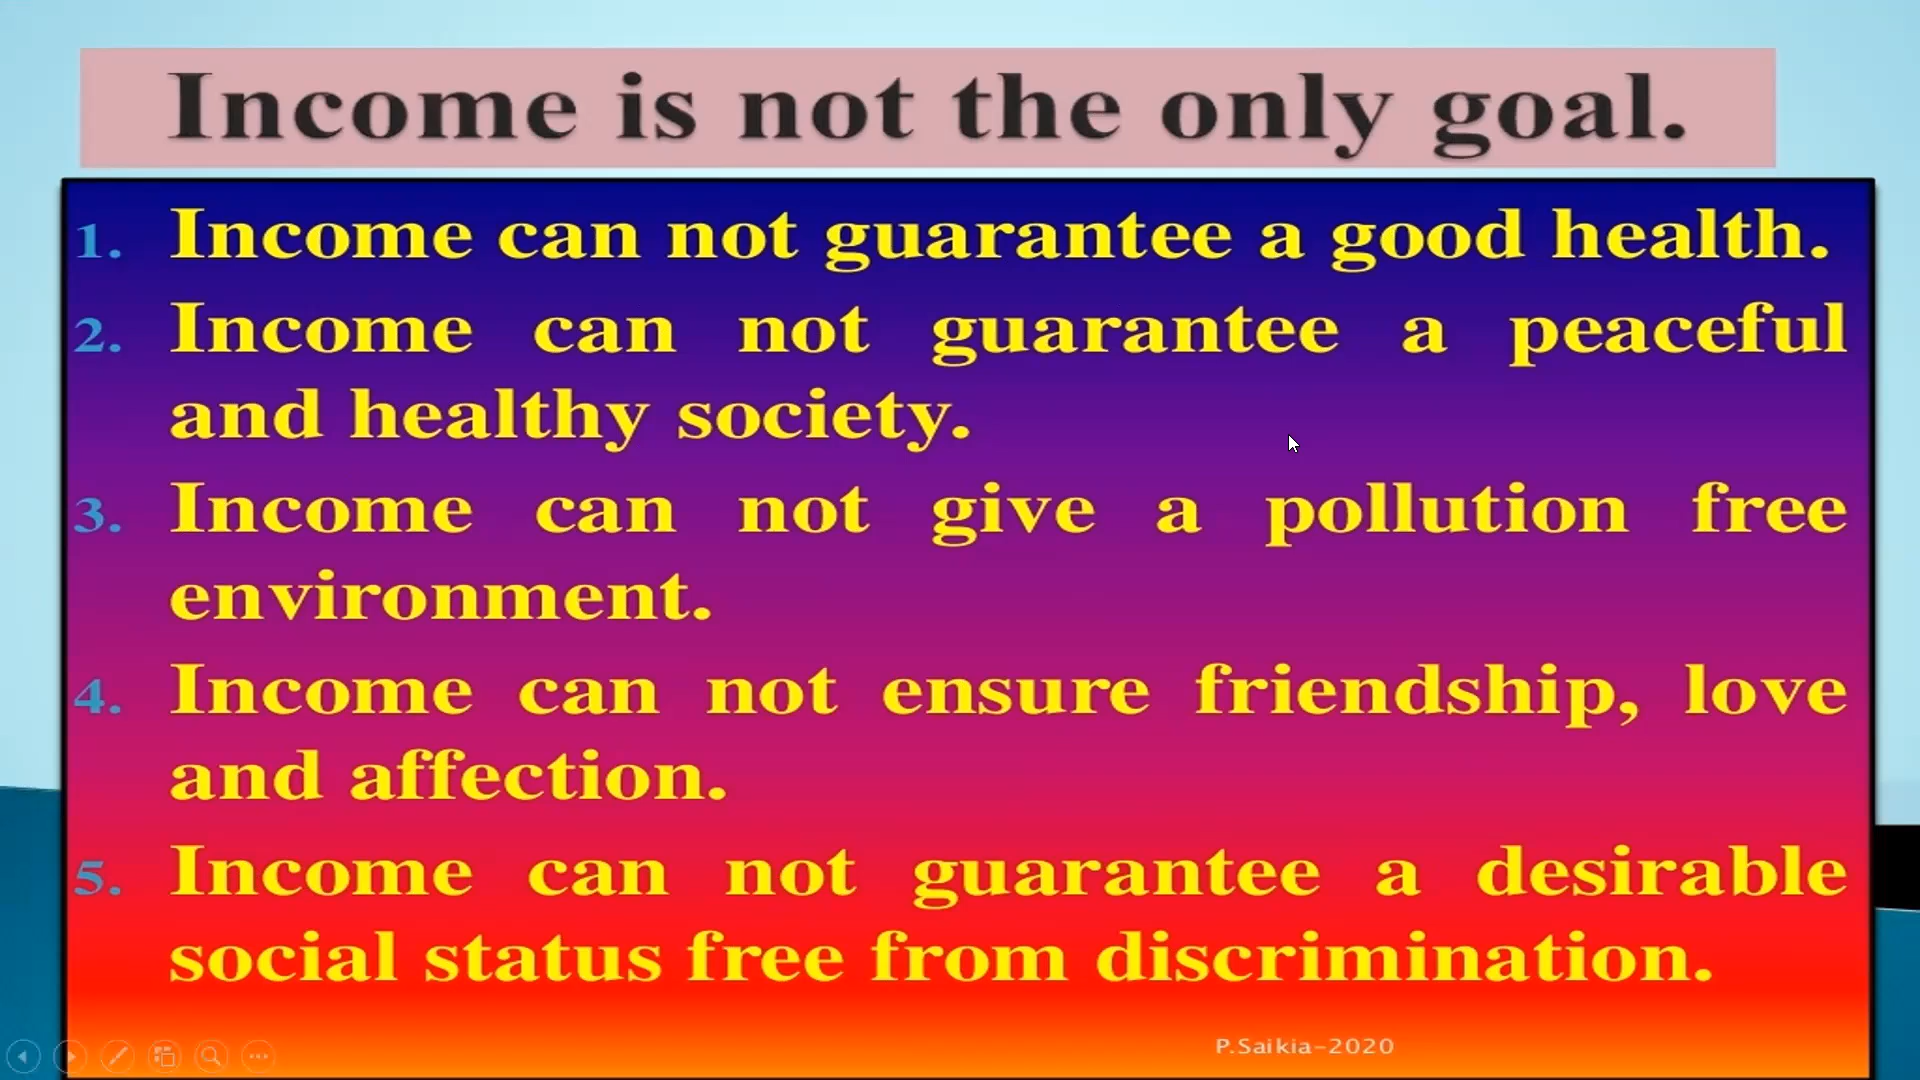 Income is not the only goal.
1. Income can not guarantee a good health.
2. Income can not guarantee a peaceful
and healthy society.
3. Income can not give a pollution free
environment.
4. Income can not ensure friendship, love
and affection.
5. Income can not guarantee a desirable
social status free from discrimination.
P.Saikia-2020